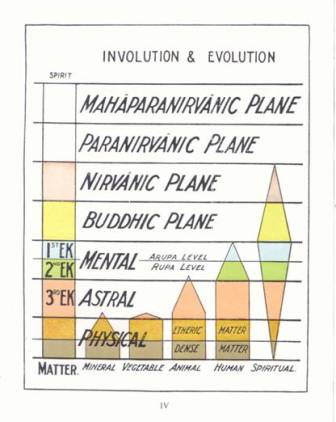 INVOLUTION & EVOLUTION
SPIRIT
MAHĀPARANIRVĀNIC PLANE
PARANIRVĀNIC PLANE
NIRVĀNIC PLANE
BUDDHIC PLANE
1ST EK
2ND EK
MENTAL
ARUPA LEVEL
RUPA LEVEL
3RD EK
ASTRAL
PHYSICAL
ETHERIC MATTER
DENSE MATTER
MATTER. MINERAL VEGETABLE ANIMAL HUMAN SPIRITUAL.
IV